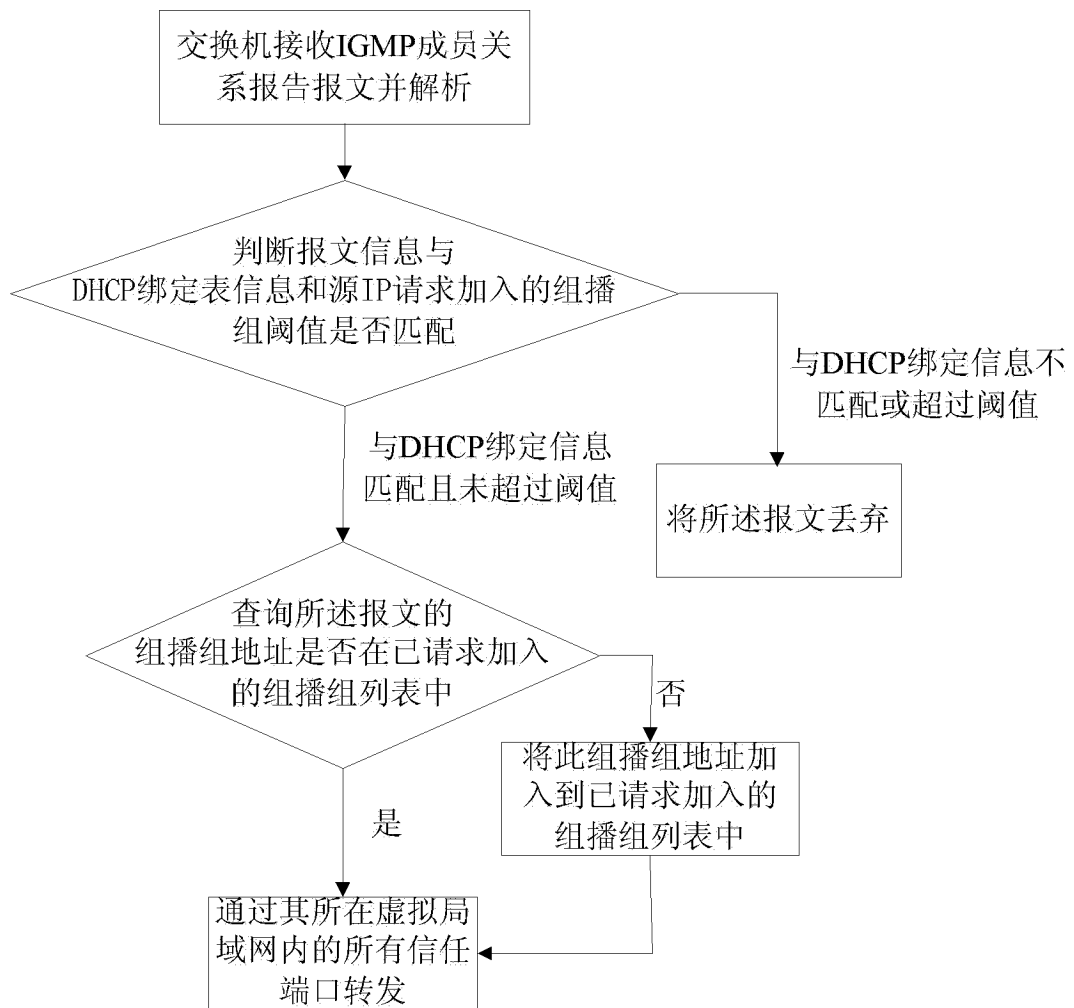 交换机接收IGMP成员关
系报告报文并解析
判断报文信息与
DHCP绑定表信息和源IP请求加入的组播
组阈值是否匹配
与DHCP绑定信息不
匹配或超过阈值
与DHCP绑定信息
匹配且未超过阈值
将所述报文丢弃
查询所述报文的
组播组地址是否在已请求加入
的组播组列表中
否
将此组播组地址加
入到已请求加入的
组播组列表中
是
通过其所在虚拟局
域网内的所有信任
端口转发